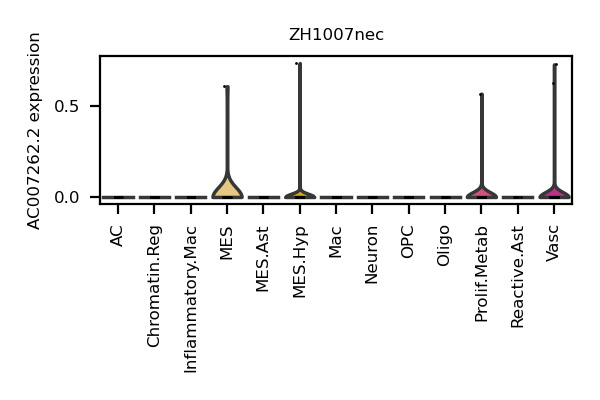 ZH1007nec
AC007262.2 expression
0.5
0.0
AC
Chromatin.Reg
Inflammatory.Mac
MES
MES.Ast
MES.Hyp
Mac
Neuron
OPC
Oligo
Prolif.Metab
Reactive.Ast
Vasc